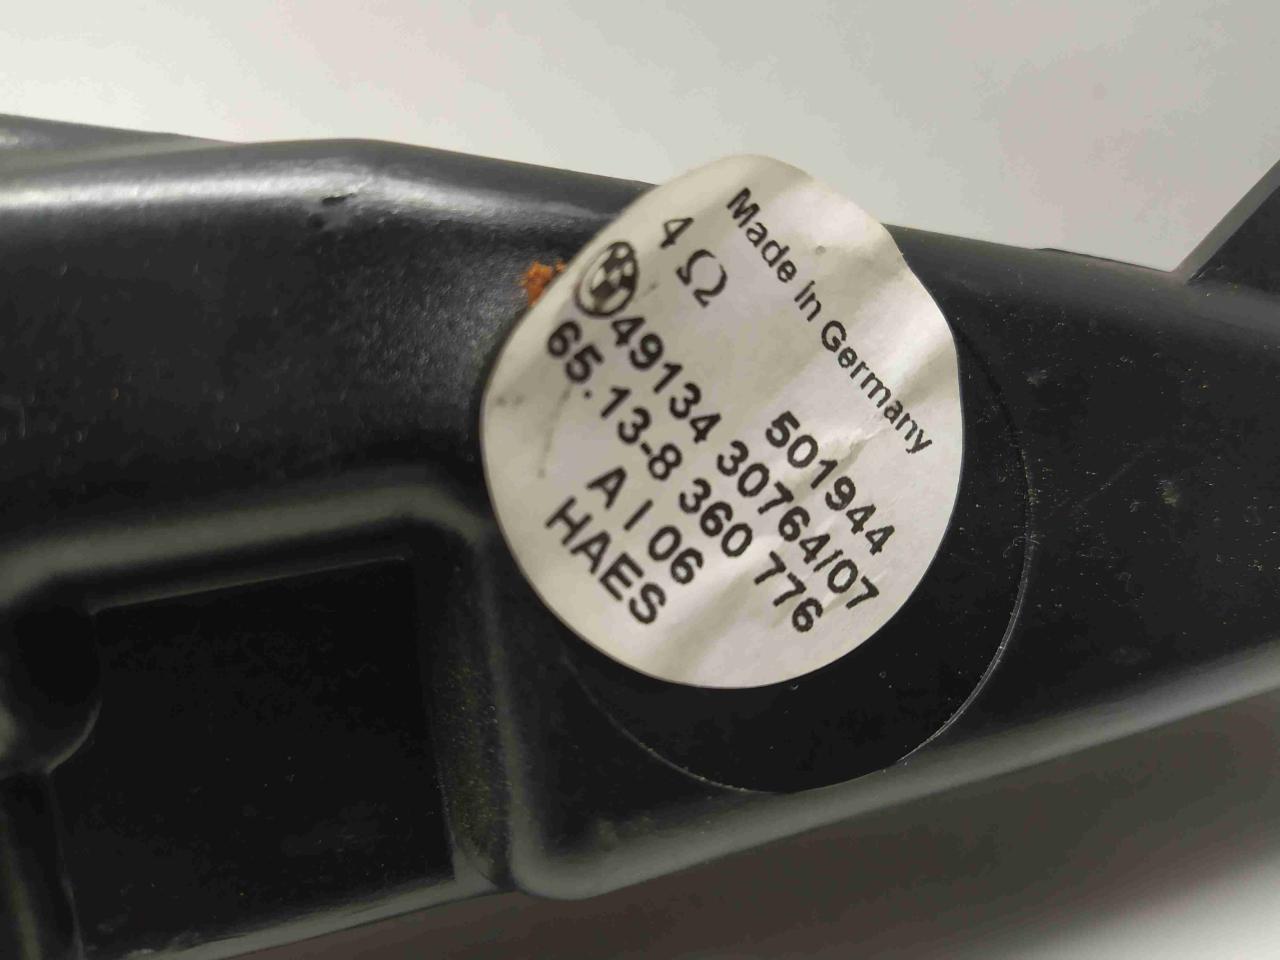 Made in Germany
4 Ω
501944
49134 30764/07
65.13-8 360 776
A I 06
HAES